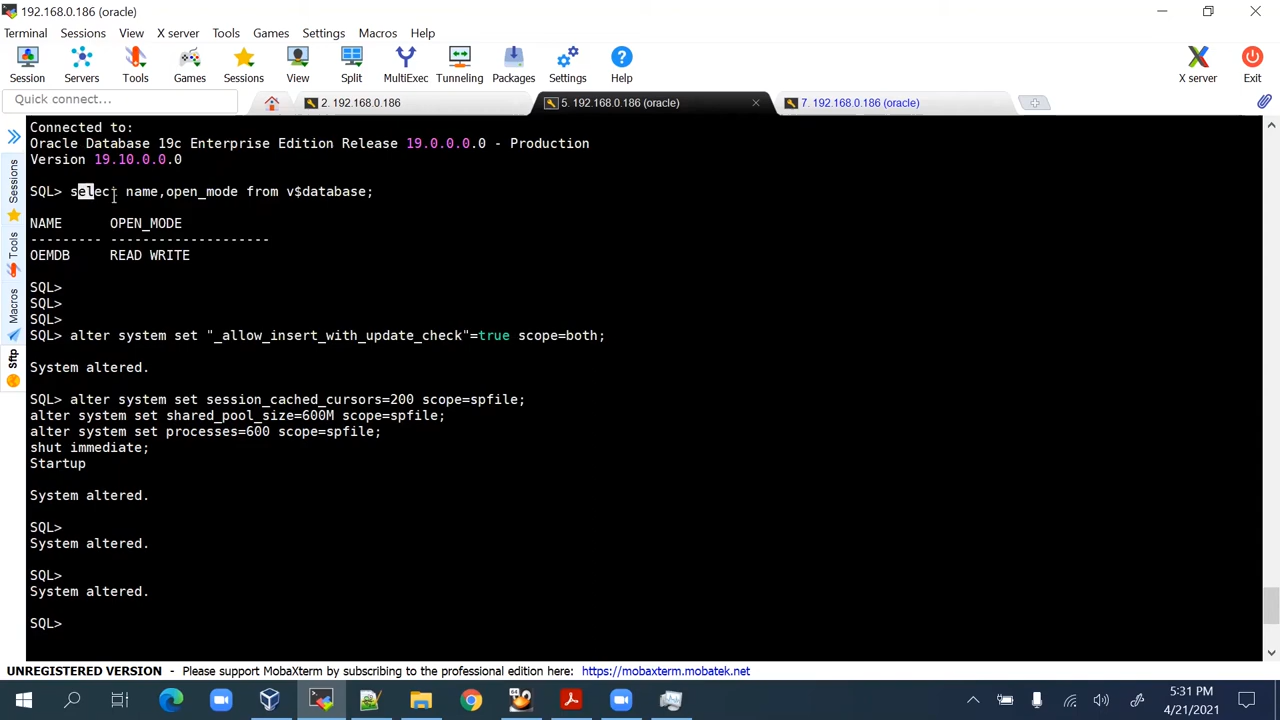 192.168.0.186 (oracle)
Terminal Sessions View X server Tools Games Settings Macros Help
Session Servers Tools Games Sessions View Split MultiExec Tunneling Packages Settings Help X server Exit
Quick connect... 2. 192.168.0.186 5. 192.168.0.186 (oracle) 7. 192.168.0.186 (oracle)
Sessions
Tools
Macros
Sftp
Connected to:
Oracle Database 19c Enterprise Edition Release 19.0.0.0.0 - Production
Version 19.10.0.0.0
SQL> select name,open_mode from v$database;
NAME OPEN_MODE
--------- --------------------
OEMDB READ WRITE
SQL>
SQL>
SQL>
SQL> alter system set "_allow_insert_with_update_check"=true scope=both;
System altered.
SQL> alter system set session_cached_cursors=200 scope=spfile;
alter system set shared_pool_size=600M scope=spfile;
alter system set processes=600 scope=spfile;
shut immediate;
Startup
System altered.
SQL>
System altered.
SQL>
System altered.
SQL>
UNREGISTERED VERSION - Please support MobaXterm by subscribing to the professional edition here: https://mobaxterm.mobatek.net
5:31 PM
4/21/2021